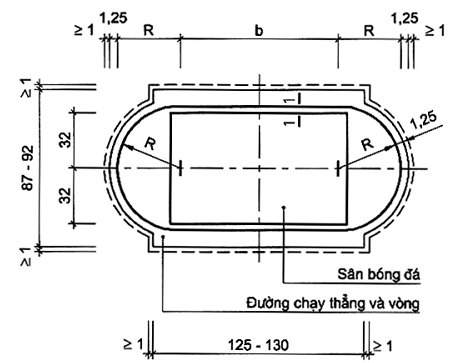 1,25 1,25
≥ 1 R b R ≥ 1
≥ 1
1
1
1,25
32
R
R
87 - 92
32
≥ 1
Sân bóng đá
Đường chạy thẳng và vòng
≥ 1 125 - 130 ≥ 1